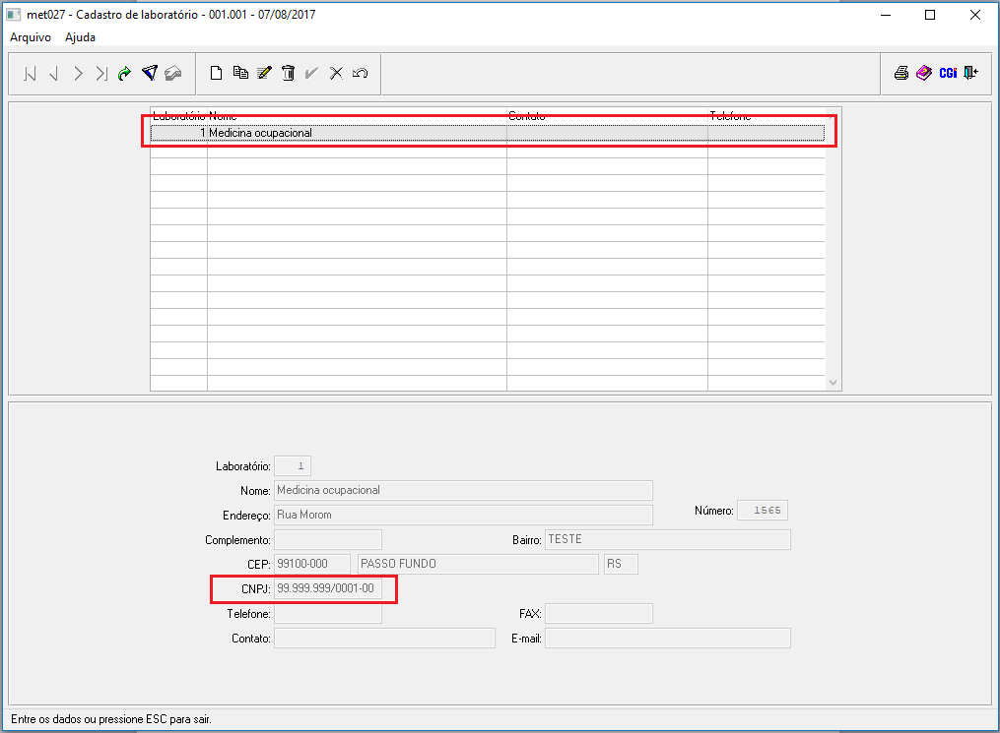 met027 - Cadastro de laboratório - 001.001 - 07/08/2017
Arquivo Ajuda
CGi
Laboratório Nome Contato Telefone
1 Medicina ocupacional
Laboratório: 1
Nome: Medicina ocupacional
Endereço: Rua Morom Número: 1565
Complemento: Bairro: TESTE
CEP: 99100-000 PASSO FUNDO RS
CNPJ: 99.999.999/0001-00
Telefone: FAX:
Contato: E-mail:
Entre os dados ou pressione ESC para sair.